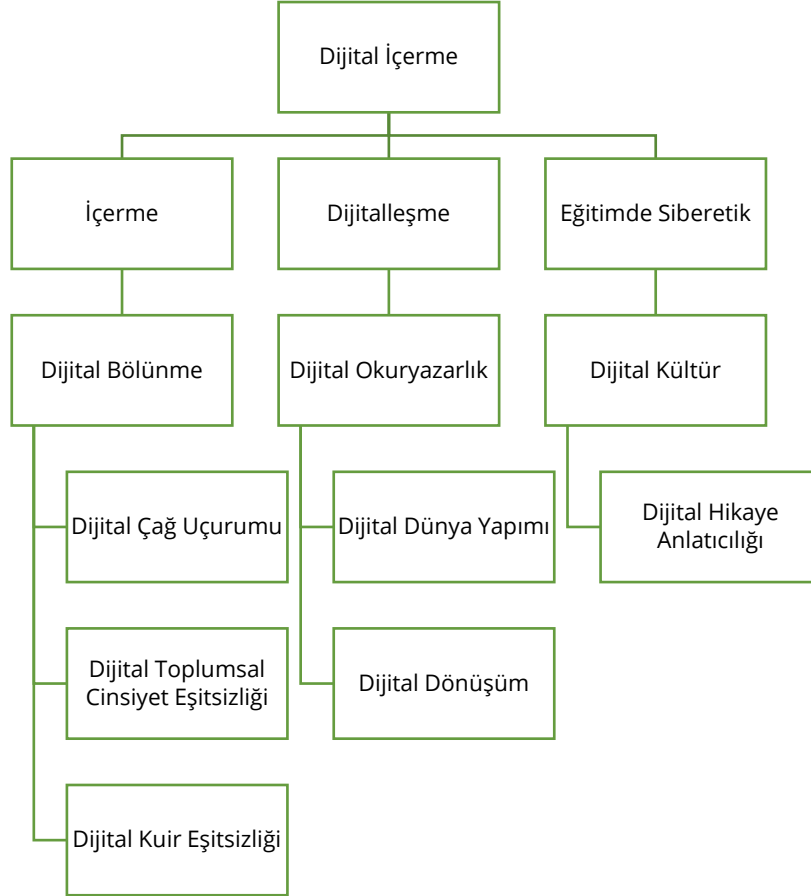 Dijital İçerme
İçerme
Dijitalleşme
Eğitimde Siberetik
Dijital Bölünme
Dijital Okuryazarlık
Dijital Kültür
Dijital Çağ Uçurumu
Dijital Dünya Yapımı
Dijital Hikaye
Anlatıcılığı
Dijital Toplumsal
Cinsiyet Eşitsizliği
Dijital Dönüşüm
Dijital Kuir Eşitsizliği